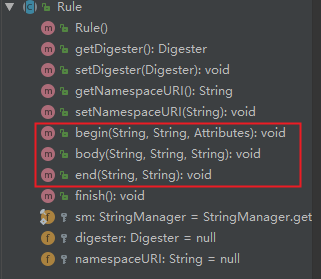 Rule
Rule()
getDigester(): Digester
setDigester(Digester): void
getNamespaceURI(): String
setNamespaceURI(String): void
begin(String, String, Attributes): void
body(String, String, String): void
end(String, String): void
finish(): void
sm: StringManager = StringManager.get
digester: Digester = null
namespaceURI: String = null